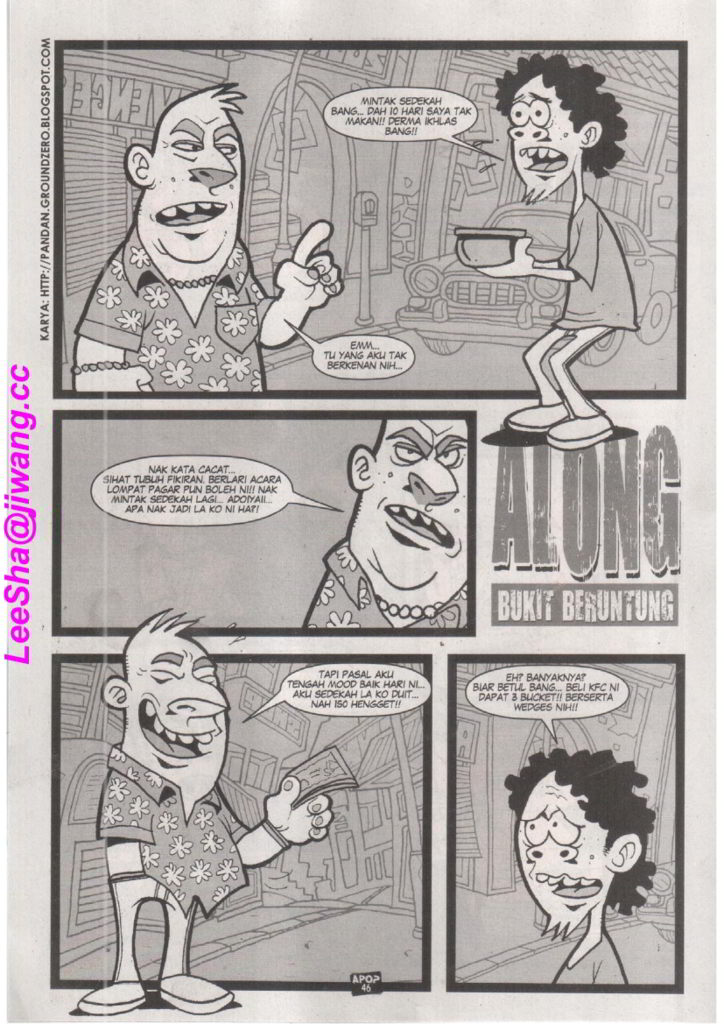 KARYA: HTTP://PANDAN.GROUNDZERO.BLOGSPOT.COM
LeeSha@jiwang.cc
MINTAK SEDEKAH
BANG... DAH 10 HARI SAYA TAK
MAKAN!! DERMA IKHLAS
BANG!!
EMM...
TU YANG AKU TAK
BERKENAN NIH...
NAK KATA CACAT...
SIHAT TUBUH FIKIRAN. BERLARI ACARA
LOMPAT PAGAR PUN BOLEH NI!! NAK
MINTAK SEDEKAH LAGI... ADOIYAII...
APA NAK JADI LA KO NI HA?!
ALONG
BUKIT BERUNTUNG
TAPI PASAL AKU
TENGAH MOOD BAIK HARI NI...
AKU SEDEKAH LA KO DUIT...
NAH 150 HENGGET!!
EH? BANYAKNYA?
BIAR BETUL BANG... BELI KFC NI
DAPAT 3 BUCKET!! BERSERTA
WEDGES NIH!!
APO?
46